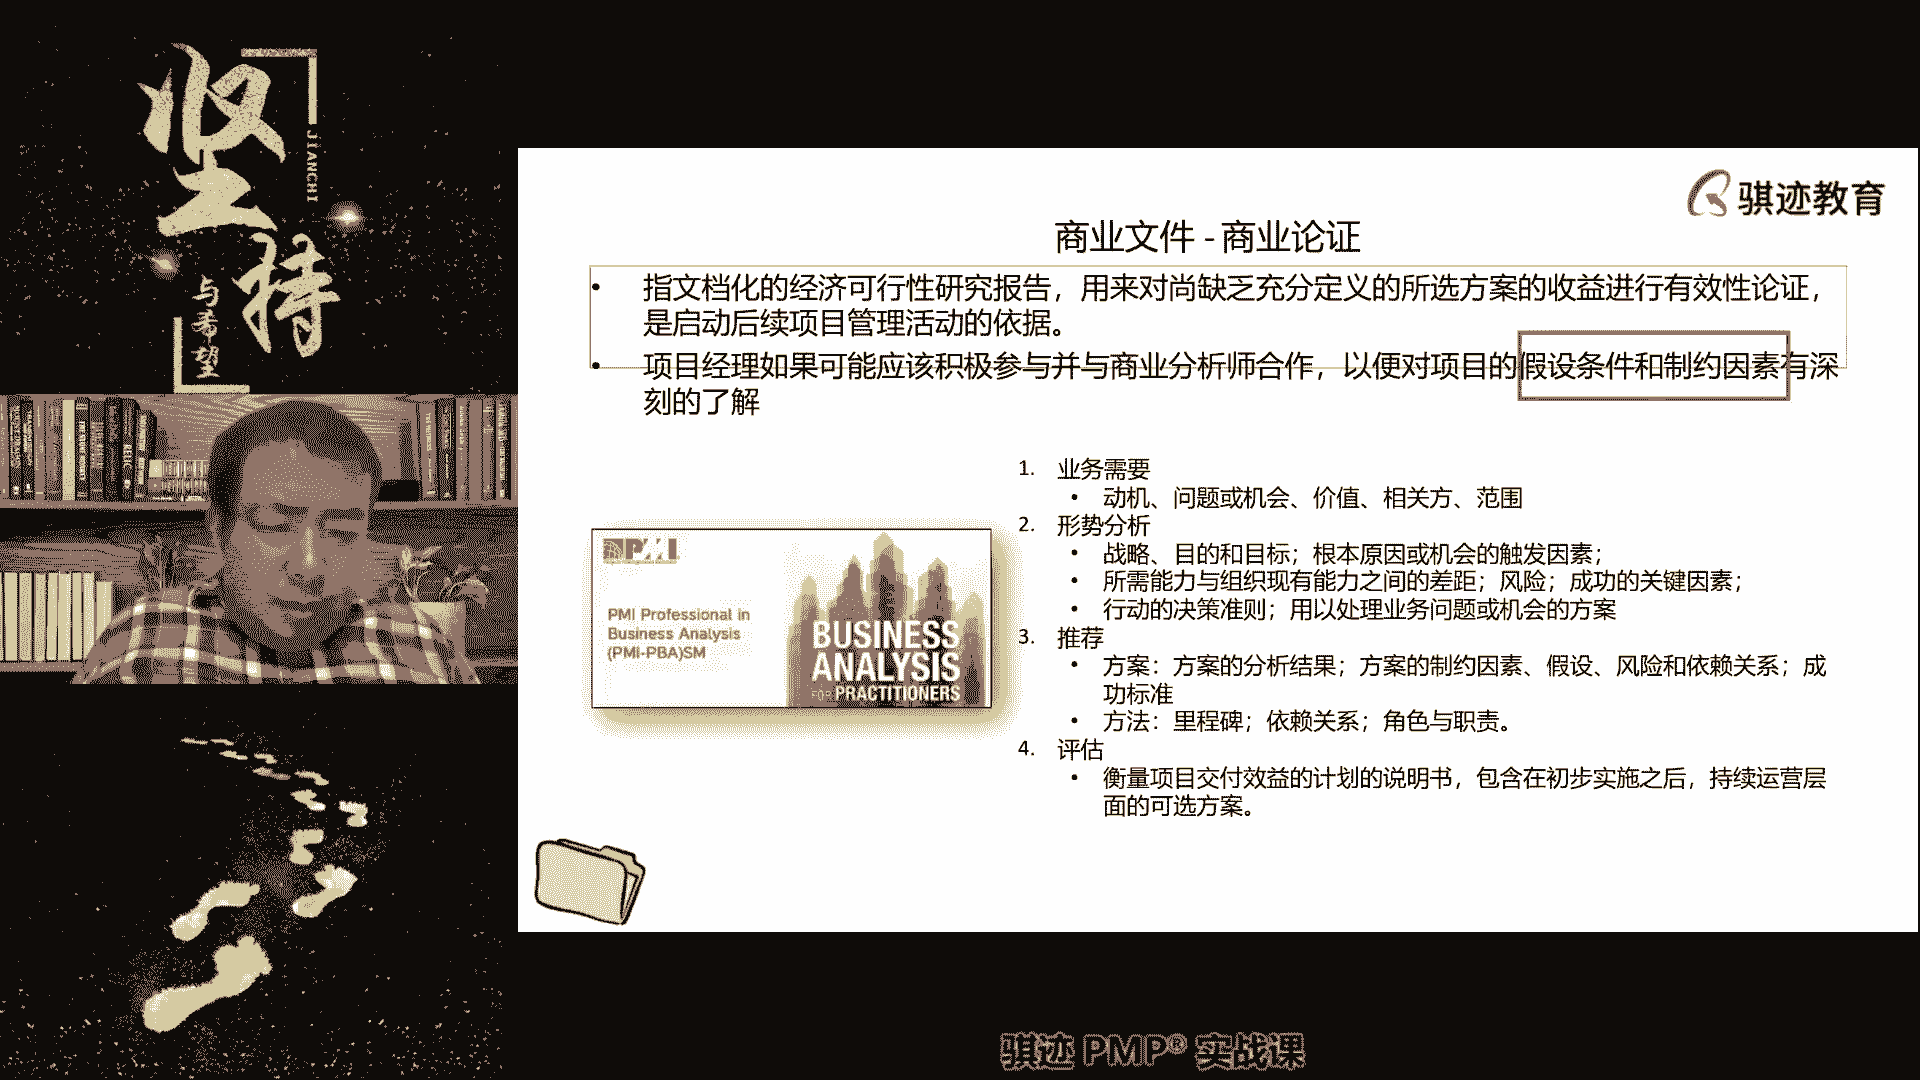 坚持
JIANCHI
与希望
骐迹教育
商业文件 - 商业论证
• 指文档化的经济可行性研究报告，用来对尚缺乏充分定义的所选方案的收益进行有效性论证，
是启动后续项目管理活动的依据。
• 项目经理如果可能应该积极参与并与商业分析师合作，以便对项目的假设条件和制约因素有深
刻的了解
1. 业务需要
• 动机、问题或机会、价值、相关方、范围
2. 形势分析
• 战略、目的和目标；根本原因或机会的触发因素；
• 所需能力与组织现有能力之间的差距；风险；成功的关键因素；
• 行动的决策准则；用以处理业务问题或机会的方案
3. 推荐
• 方案：方案的分析结果；方案的制约因素、假设、风险和依赖关系；成
功标准
• 方法：里程碑；依赖关系；角色与职责。
4. 评估
• 衡量项目交付效益的计划的说明书，包含在初步实施之后，持续运营层
面的可选方案。
PMI
PMI Professional in
Business Analysis
(PMI-PBA)SM
BUSINESS
ANALYSIS
FOR PRACTITIONERS
骐迹 PMP® 实战课